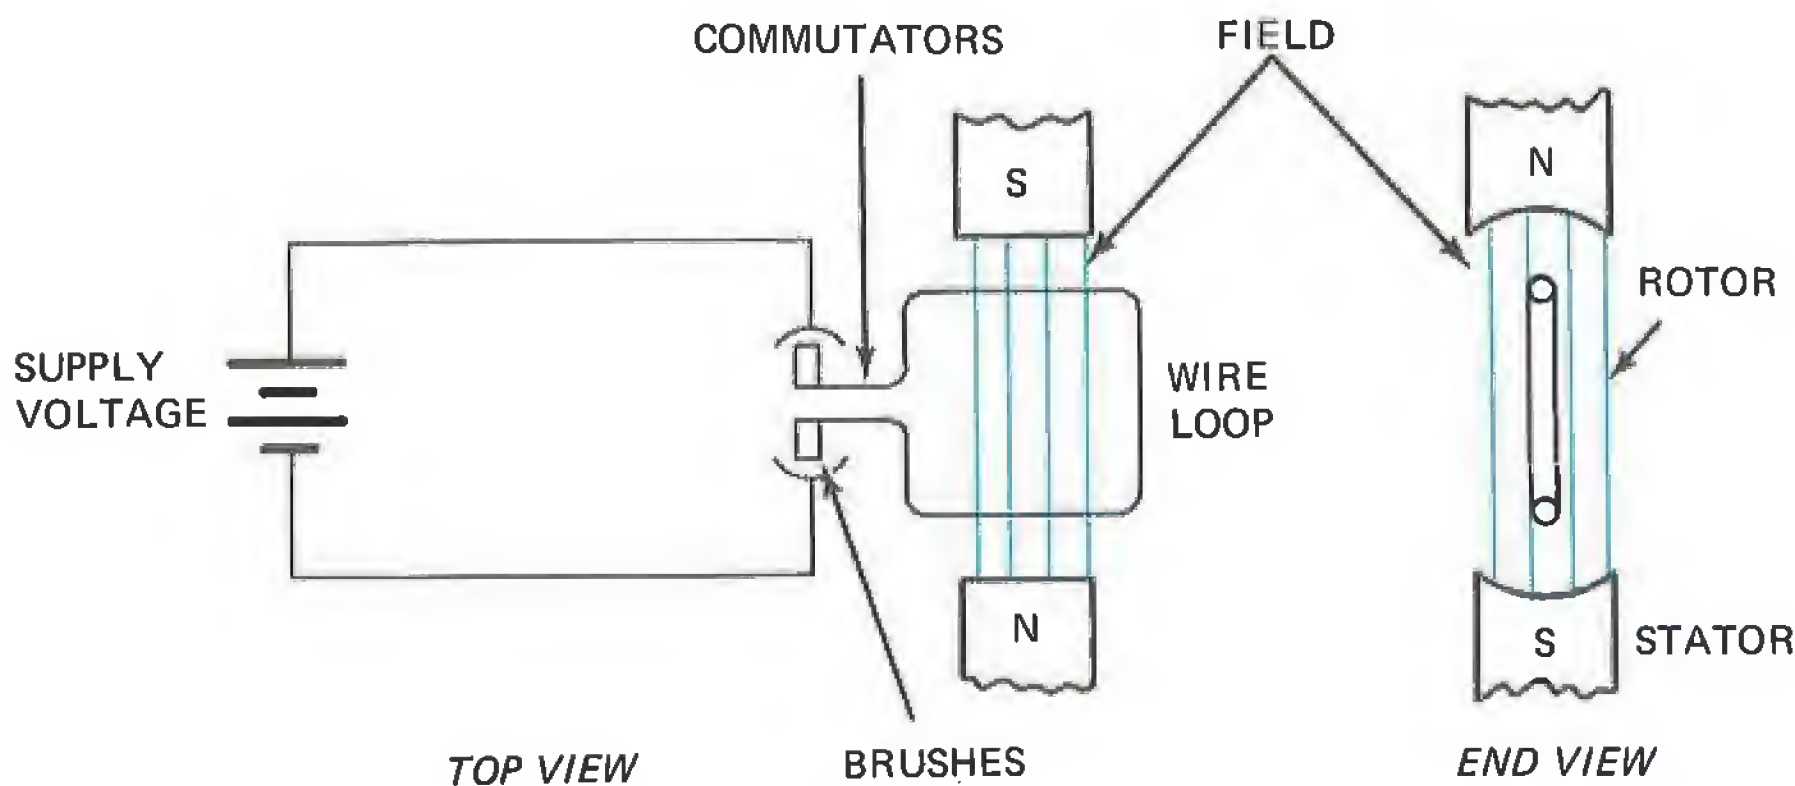 COMMUTATORS
FIELD
S
N
SUPPLY
VOLTAGE
WIRE
LOOP
ROTOR
N
S
STATOR
TOP VIEW
BRUSHES
END VIEW